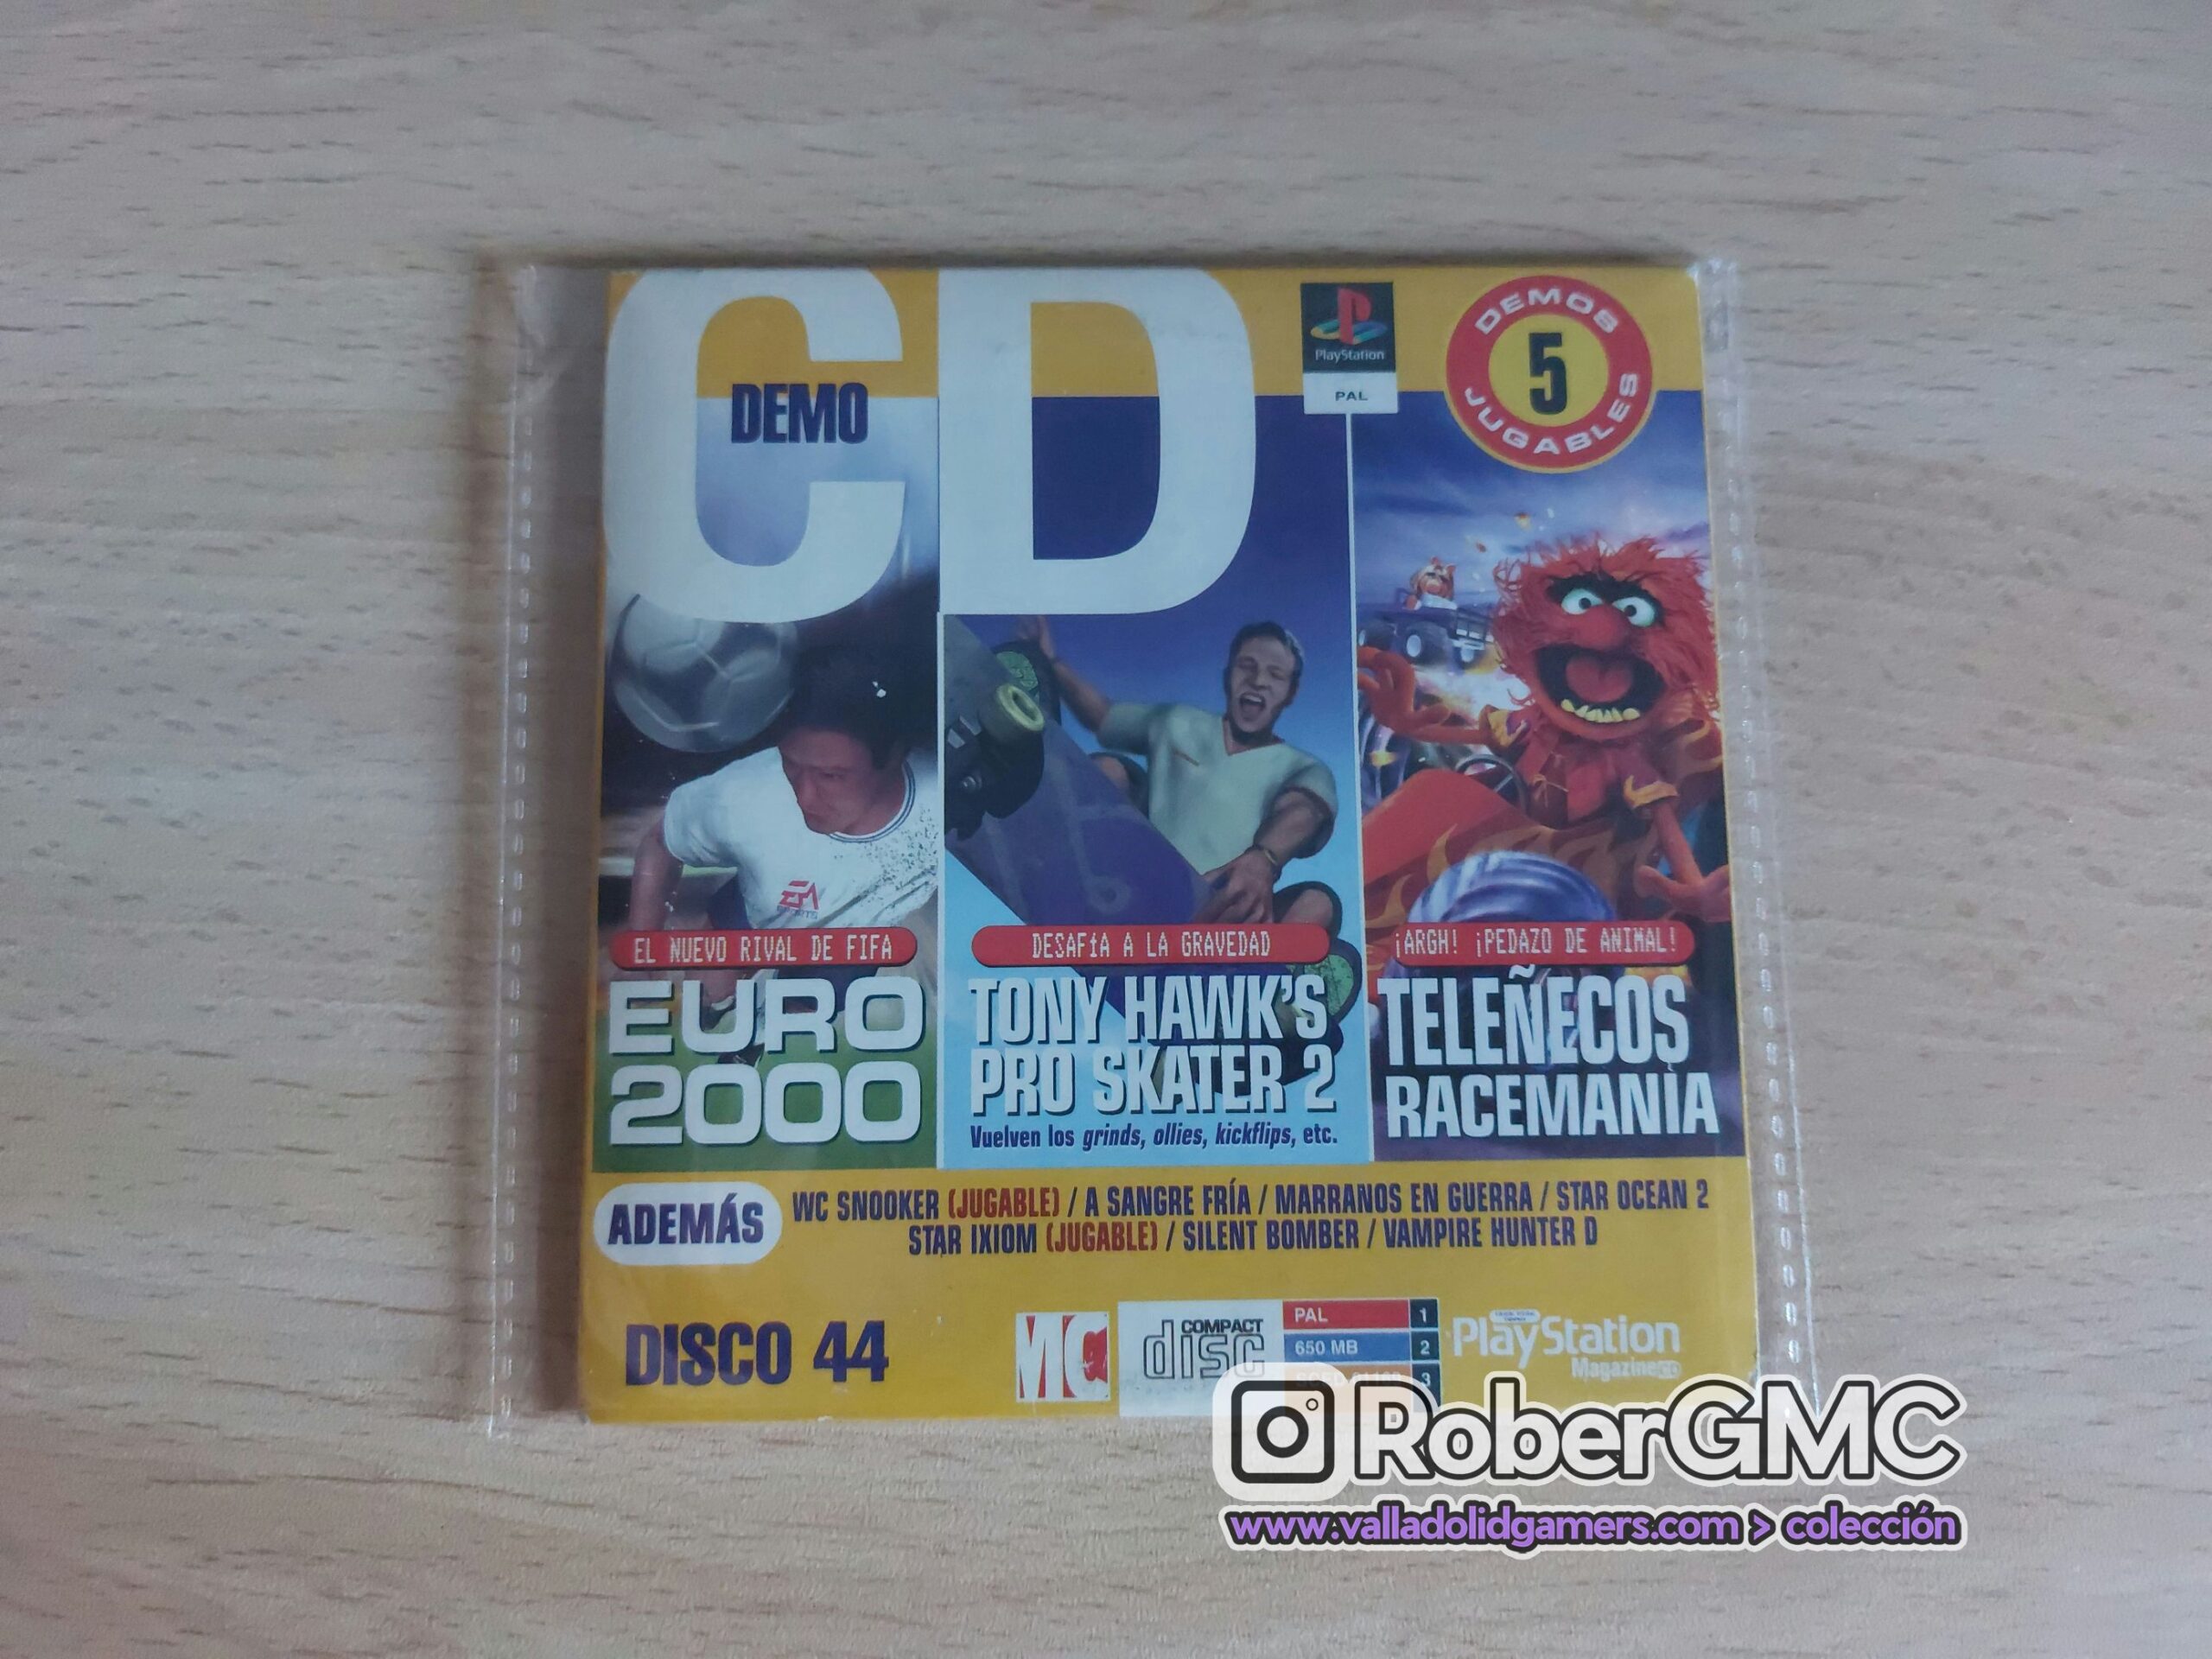 CD
DEMO
PlayStation
PAL
DEMOS
5
JUGABLES
EA
SPORTS
EL NUEVO RIVAL DE FIFA
EURO
2000
DESAFíA A LA GRAVEDAD
TONY HAWK'S
PRO SKATER 2
Vuelven los grinds, ollies, kickflips, etc.
¡ARGH! ¡PEDAZO DE ANIMAL!
TELEÑECOS
RACEMANÍA
ADEMÁS
WC SNOOKER (JUGABLE) / A SANGRE FRÍA / MARRANOS EN GUERRA / STAR OCEAN 2
STAR IXIOM (JUGABLE) / SILENT BOMBER / VAMPIRE HUNTER D
DISCO 44
MC
COMPACT
disc
PAL 1
650 MB 2
3
PlayStation
Magazine
RoberGMC
www.valladolidgamers.com > colección